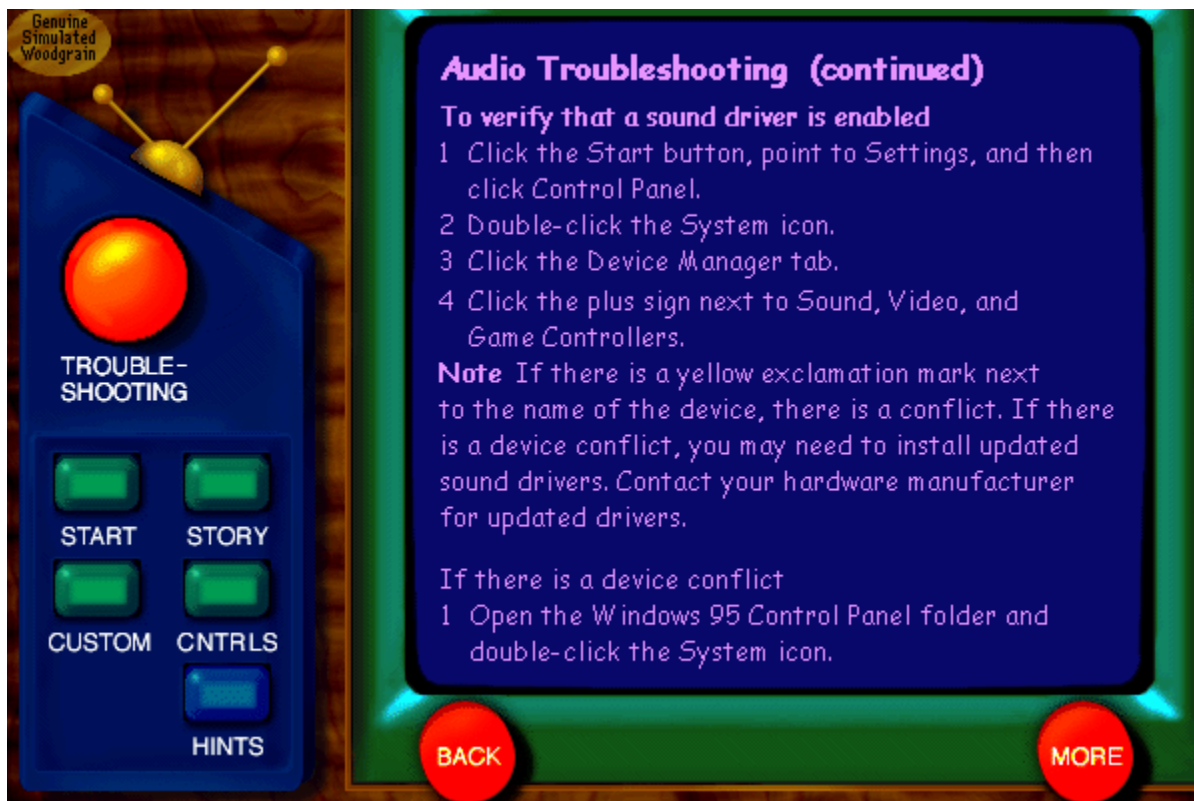 Genuine
Simulated
Woodgrain
TROUBLE-
SHOOTING
START STORY
CUSTOM CNTRLS
HINTS
Audio Troubleshooting (continued)
To verify that a sound driver is enabled
1 Click the Start button, point to Settings, and then
click Control Panel.
2 Double-click the System icon.
3 Click the Device Manager tab.
4 Click the plus sign next to Sound, Video, and
Game Controllers.
Note If there is a yellow exclamation mark next
to the name of the device, there is a conflict. If there
is a device conflict, you may need to install updated
sound drivers. Contact your hardware manufacturer
for updated drivers.
If there is a device conflict
1 Open the Windows 95 Control Panel folder and
double-click the System icon.
BACK MORE